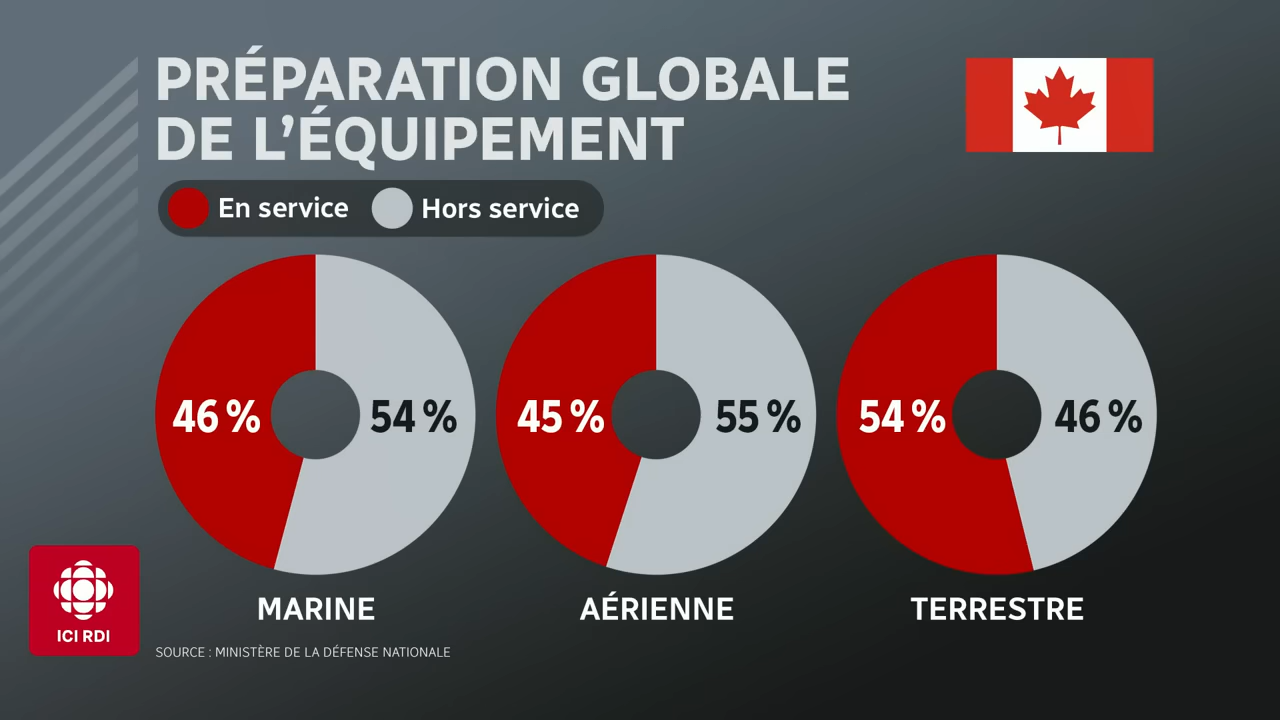 PRÉPARATION GLOBALE
DE L’ÉQUIPEMENT
En service
Hors service
46 %
54 %
45 %
55 %
54 %
46 %
MARINE
AÉRIENNE
TERRESTRE
ICI RDI
SOURCE : MINISTÈRE DE LA DÉFENSE NATIONALE